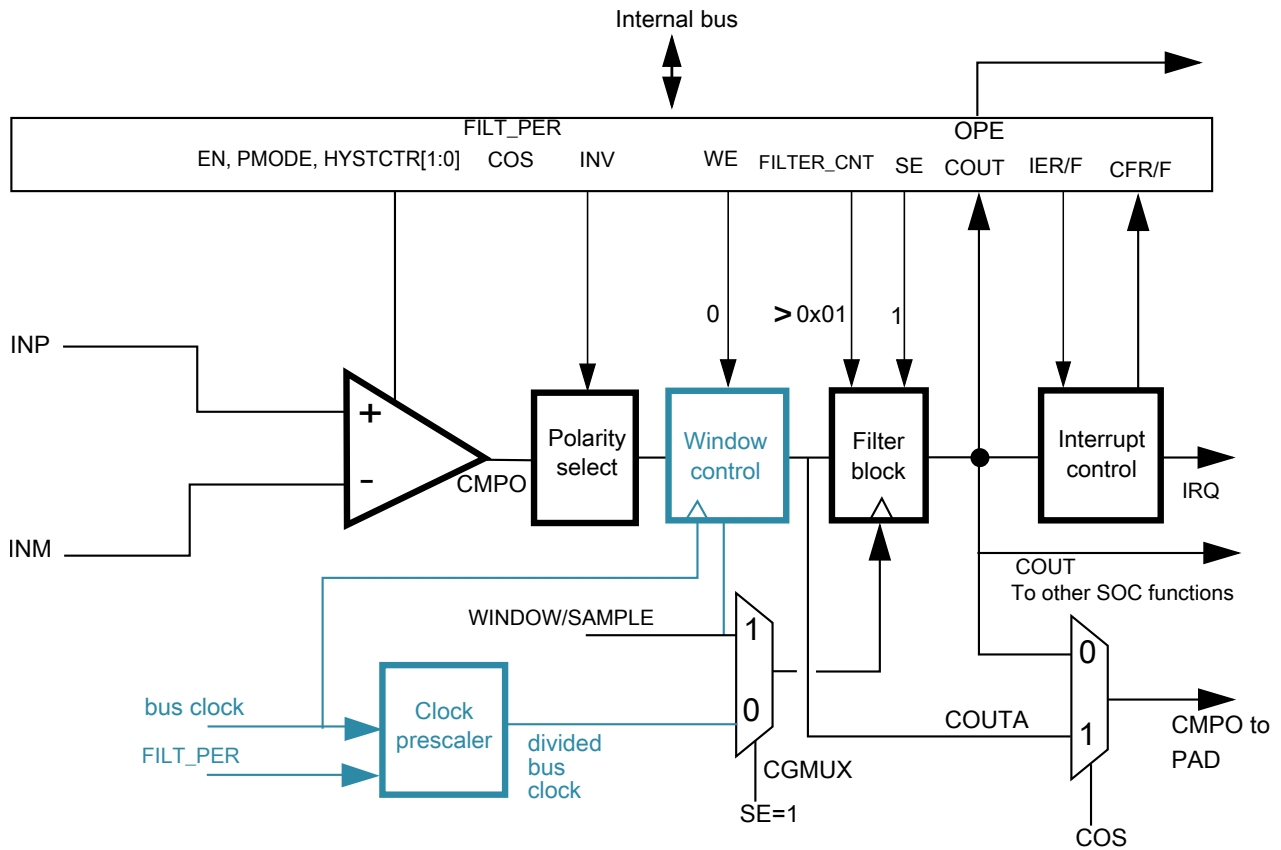 Internal bus
FILT_PER
OPE
EN, PMODE, HYSTCTR[1:0]
COS
INV
WE
FILTER_CNT
SE
COUT
IER/F
CFR/F
0
> 0x01
1
INP
+
-
INM
CMPO
Polarity
select
Window
control
Filter
block
Interrupt
control
IRQ
COUT
To other SOC functions
WINDOW/SAMPLE
1
0
CGMUX
SE=1
bus clock
FILT_PER
Clock
prescaler
divided
bus
clock
COUTA
0
1
COS
CMPO to
PAD